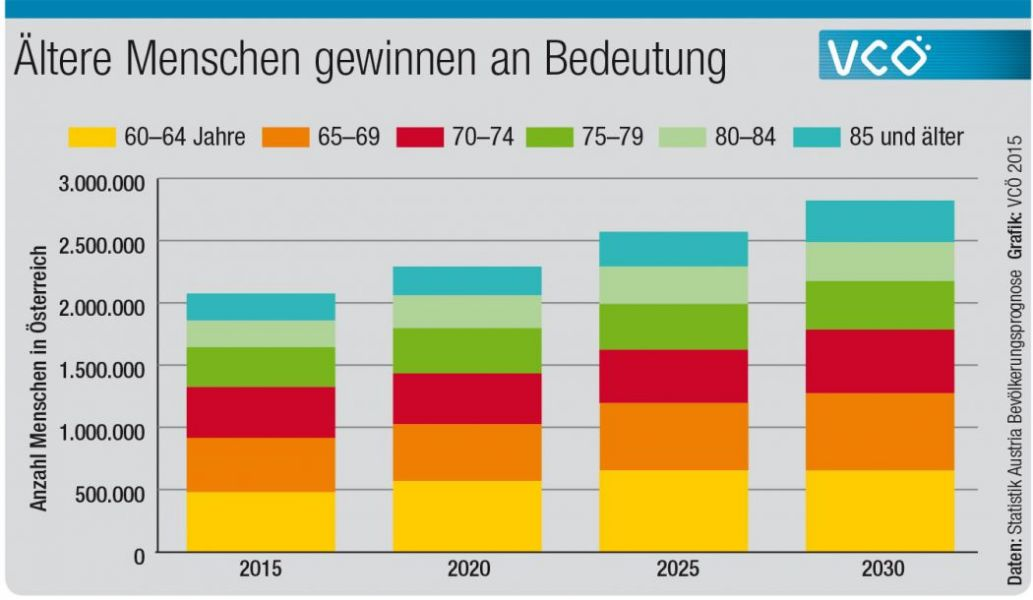 Ältere Menschen gewinnen an Bedeutung
VCÖ
60–64 Jahre 65–69 70–74 75–79 80–84 85 und älter
Anzahl Menschen in Österreich
3.000.000
2.500.000
2.000.000
1.500.000
1.000.000
500.000
0
2015 2020 2025 2030
Daten: Statistik Austria Bevölkerungsprognose Grafik: VCÖ 2015